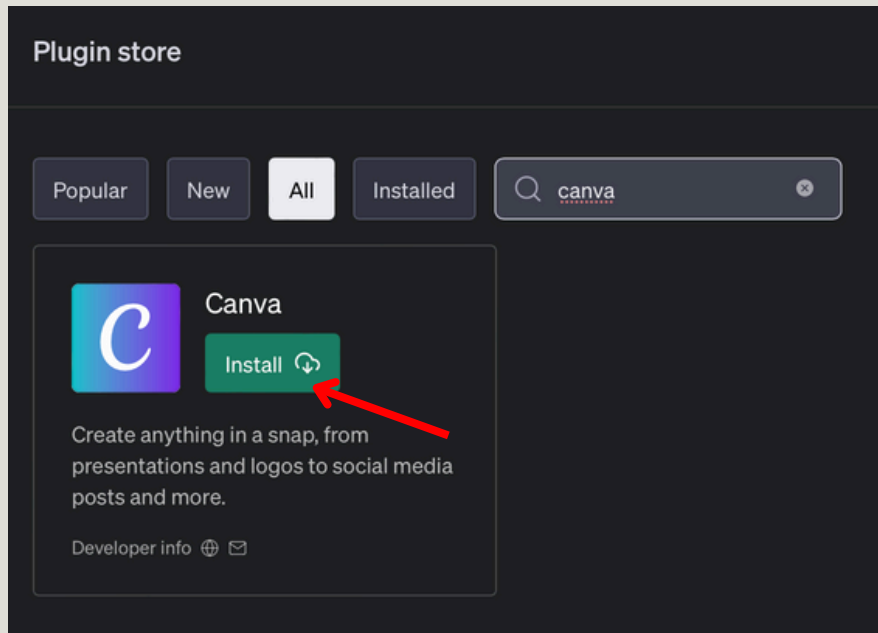 Plugin store
Popular New All Installed canva
C
Canva
Install
Create anything in a snap, from
presentations and logos to social media
posts and more.
Developer info